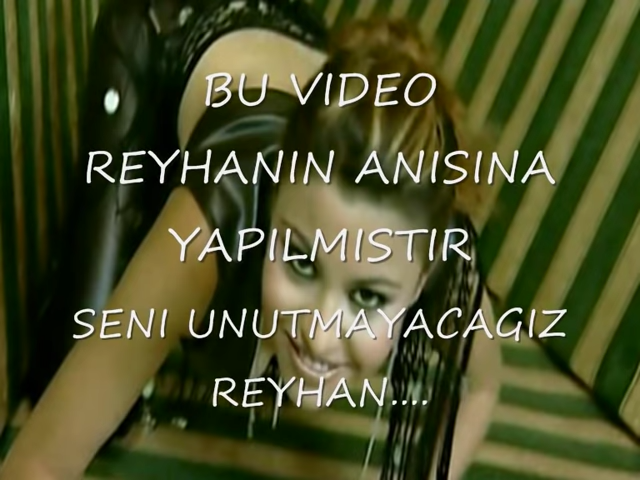 BU VIDEO
REYHANIN ANISINA
YAPILMISTIR
SENI UNUTMAYACAGIZ
REYHAN....